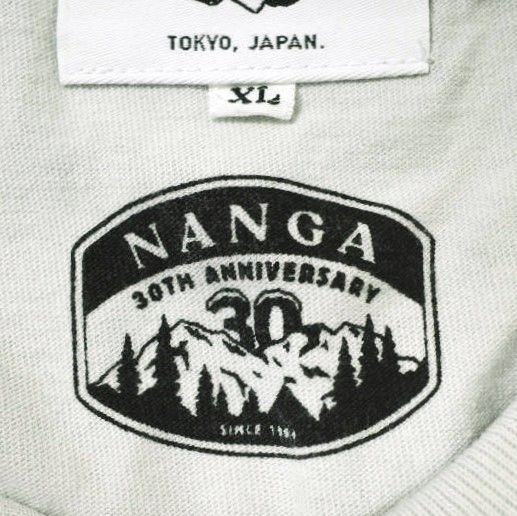 TOKYO, JAPAN.
XL
NANGA
30TH ANNIVERSARY
30
SINCE 1994